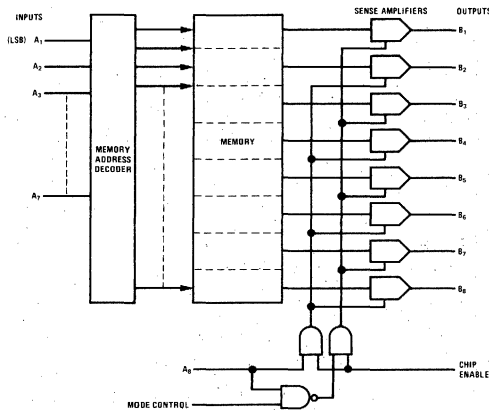 INPUTS
SENSE AMPLIFIERS
OUTPUTS
(LSB) A1
B1
A2
B2
A3
B3
MEMORY
ADDRESS
DECODER
MEMORY
B4
B5
A7
B6
B7
B8
A8
CHIP
ENABLE
MODE CONTROL